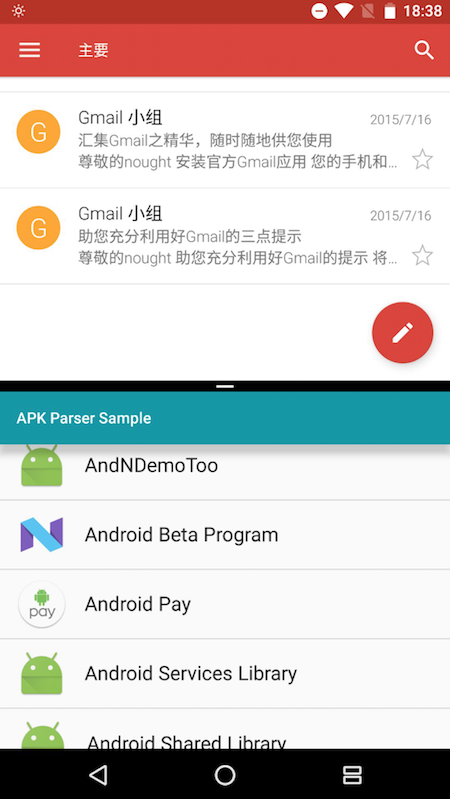 18:38
主要
G
Gmail 小组
2015/7/16
汇集Gmail之精华，随时随地供您使用
尊敬的nought 安装官方Gmail应用 您的手机和...
G
Gmail 小组
2015/7/16
助您充分利用好Gmail的三点提示
尊敬的nought 助您充分利用好Gmail的提示 将...
APK Parser Sample
AndNDemoToo
Android Beta Program
pay
Android Pay
Android Services Library
Android Shared Library